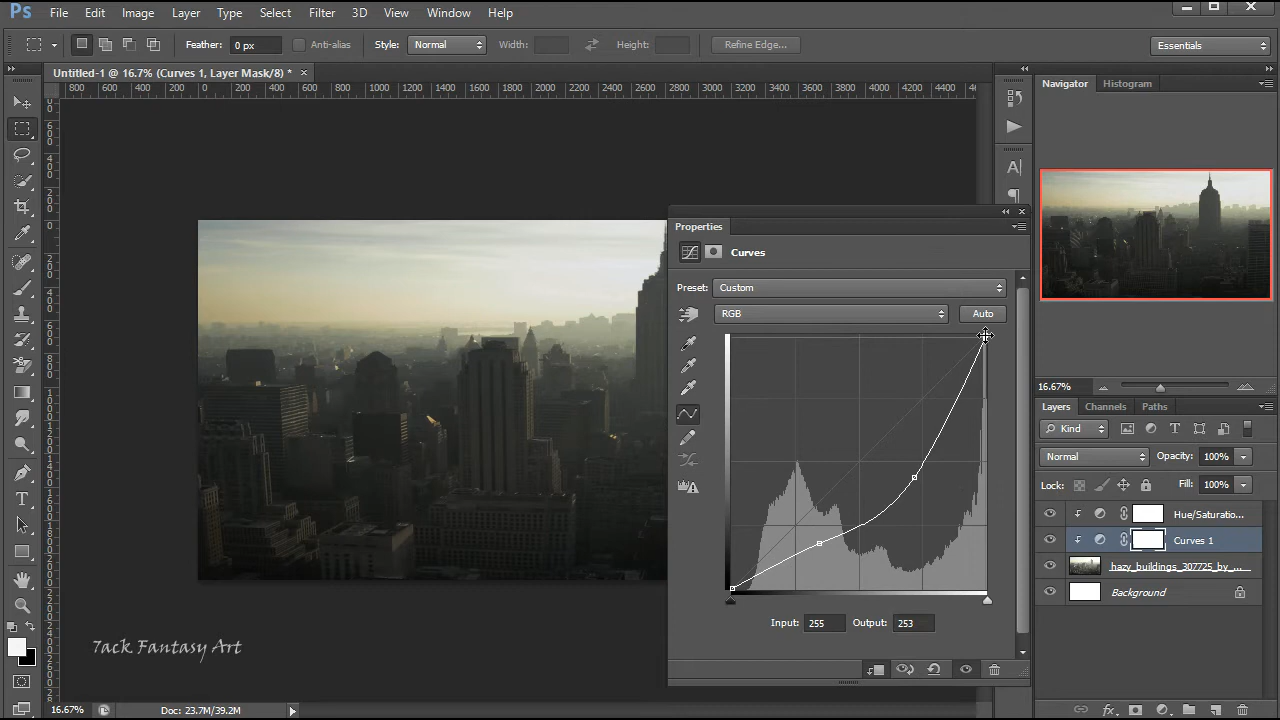 Ps File Edit Image Layer Type Select Filter 3D View Window Help
Feather: 0 px Anti-alias Style: Normal Width: Height: Refine Edge... Essentials
Untitled-1 @ 16.7% (Curves 1, Layer Mask/8) *
800 600 400 200 0 200 400 600 800 1000 1200 1400 1600 1800 2000 2200 2400 2600 2800 3000 3200 3400 3600 3800 4000 4200 4400
Navigator Histogram
16.67%
Properties
Curves
Preset: Custom
RGB Auto
Input: 255 Output: 253
Layers Channels Paths
Kind
Normal Opacity: 100%
Lock: Fill: 100%
Hue/Saturatio...
Curves 1
hazy_buildings_307725_by_...
Background
7ack Fantasy Art
16.67% Doc: 23.7M/39.2M